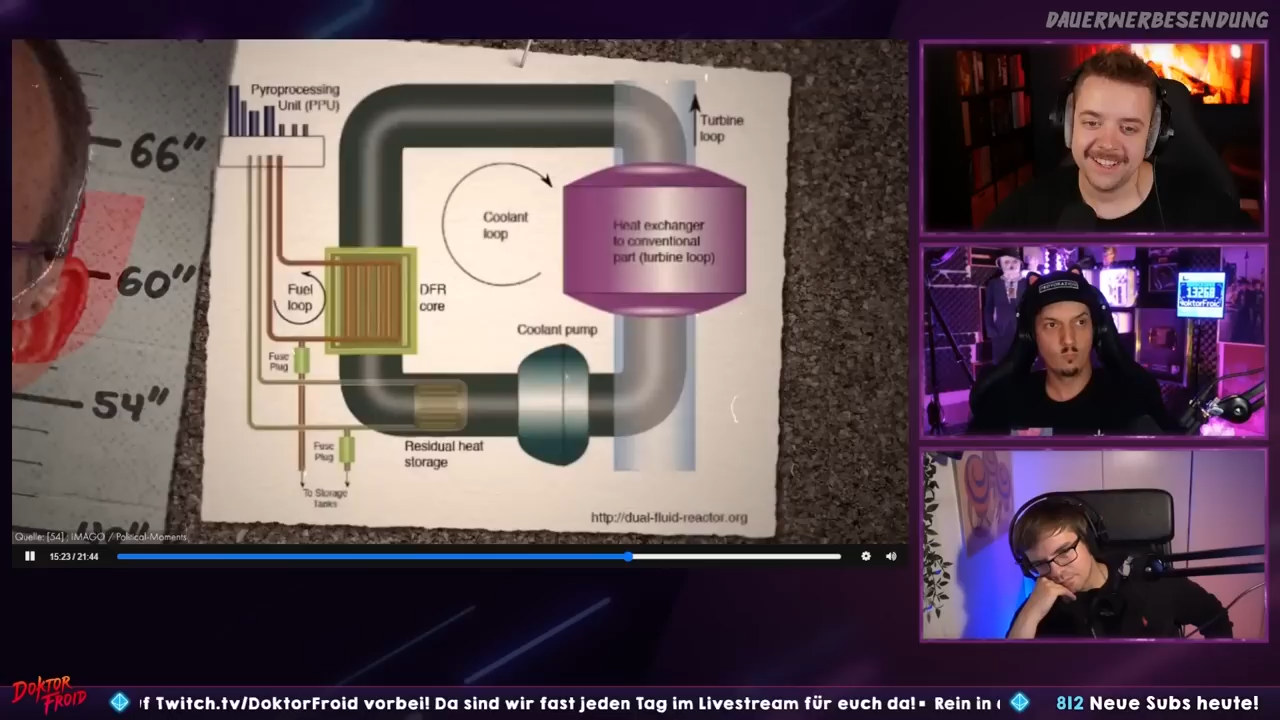 DAUERWERBESENDUNG
Pyroprocessing
Unit (PPU)
66"
60"
54"
Turbine
loop
Coolant
loop
Heat exchanger
to conventional
part (turbine loop)
Fuel
loop
DFR
core
Coolant pump
Fuse
Plug
Residual heat
storage
Fuse
Plug
To Storage
Tanks
http://dual-fluid-reactor.org
Quelle: [54] : IMAGO / Political-Moments
15:23 / 21:44
13268
DoktorFroid
DOKTOR
FROID
f Twitch.tv/DoktorFroid vorbei! Da sind wir fast jeden Tag im Livestream für euch da! • Rein in
812 Neue Subs heute!